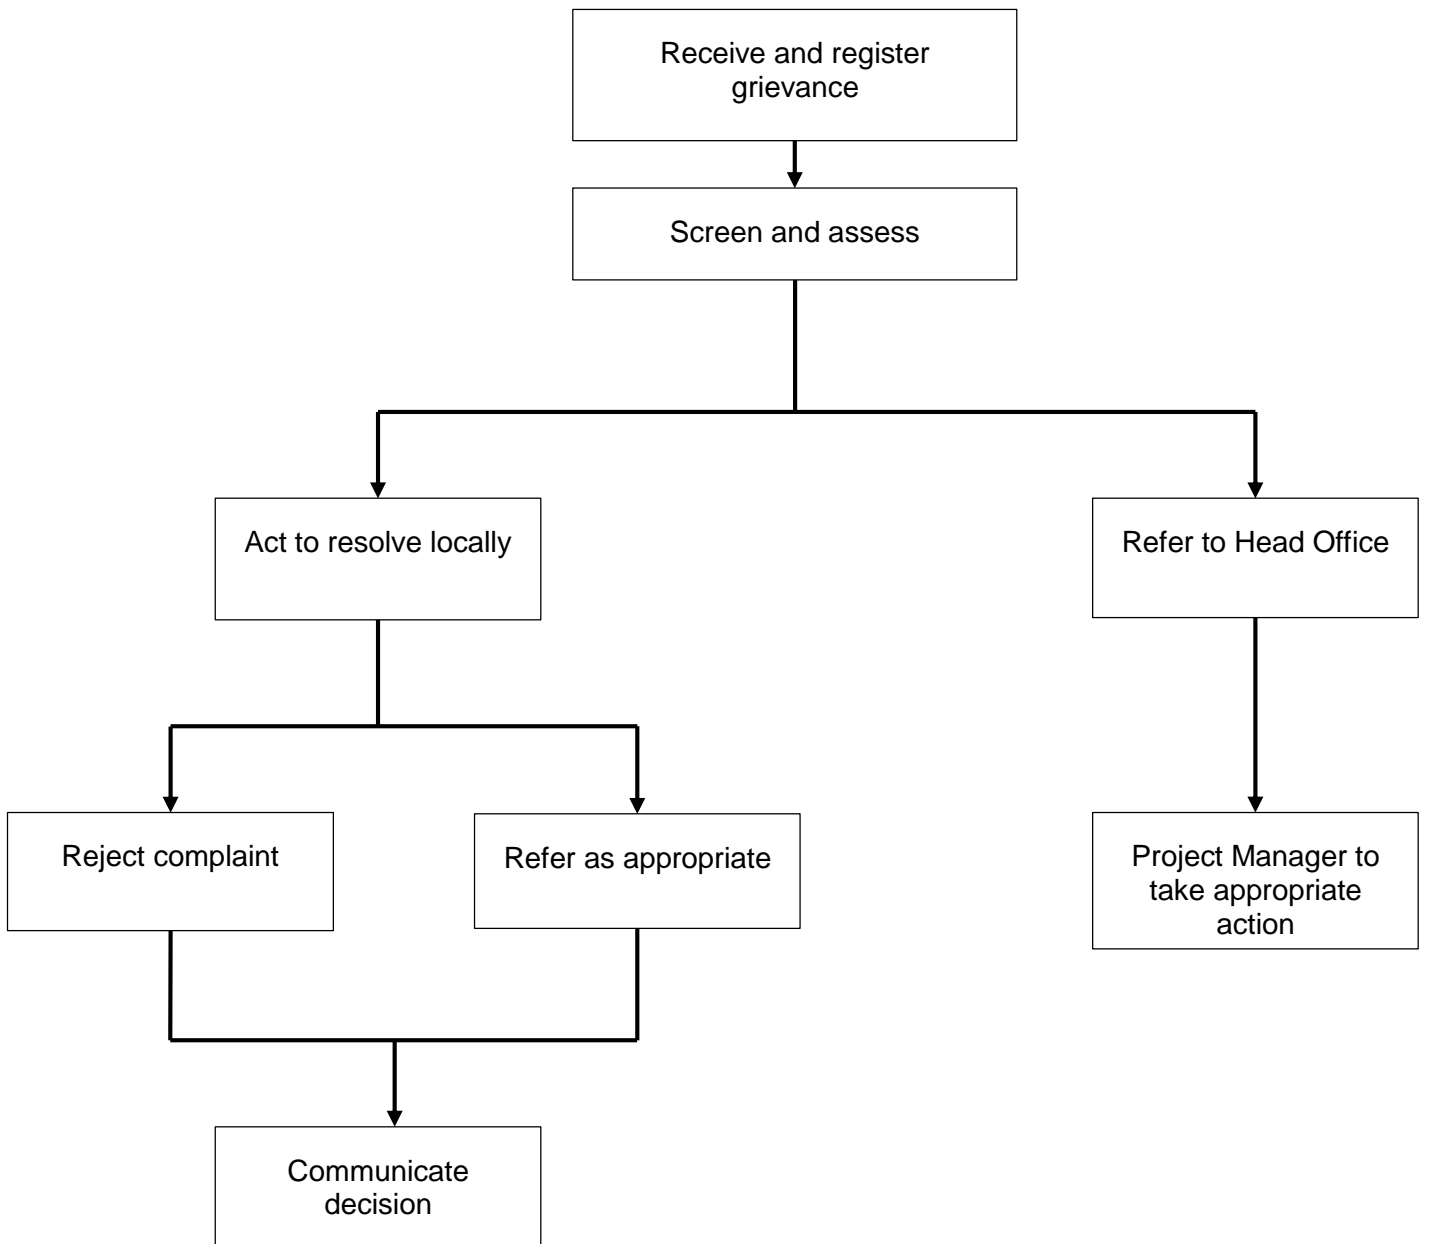 Receive and register
grievance
Screen and assess
Act to resolve locally
Refer to Head Office
Reject complaint
Refer as appropriate
Project Manager to
take appropriate
action
Communicate
decision